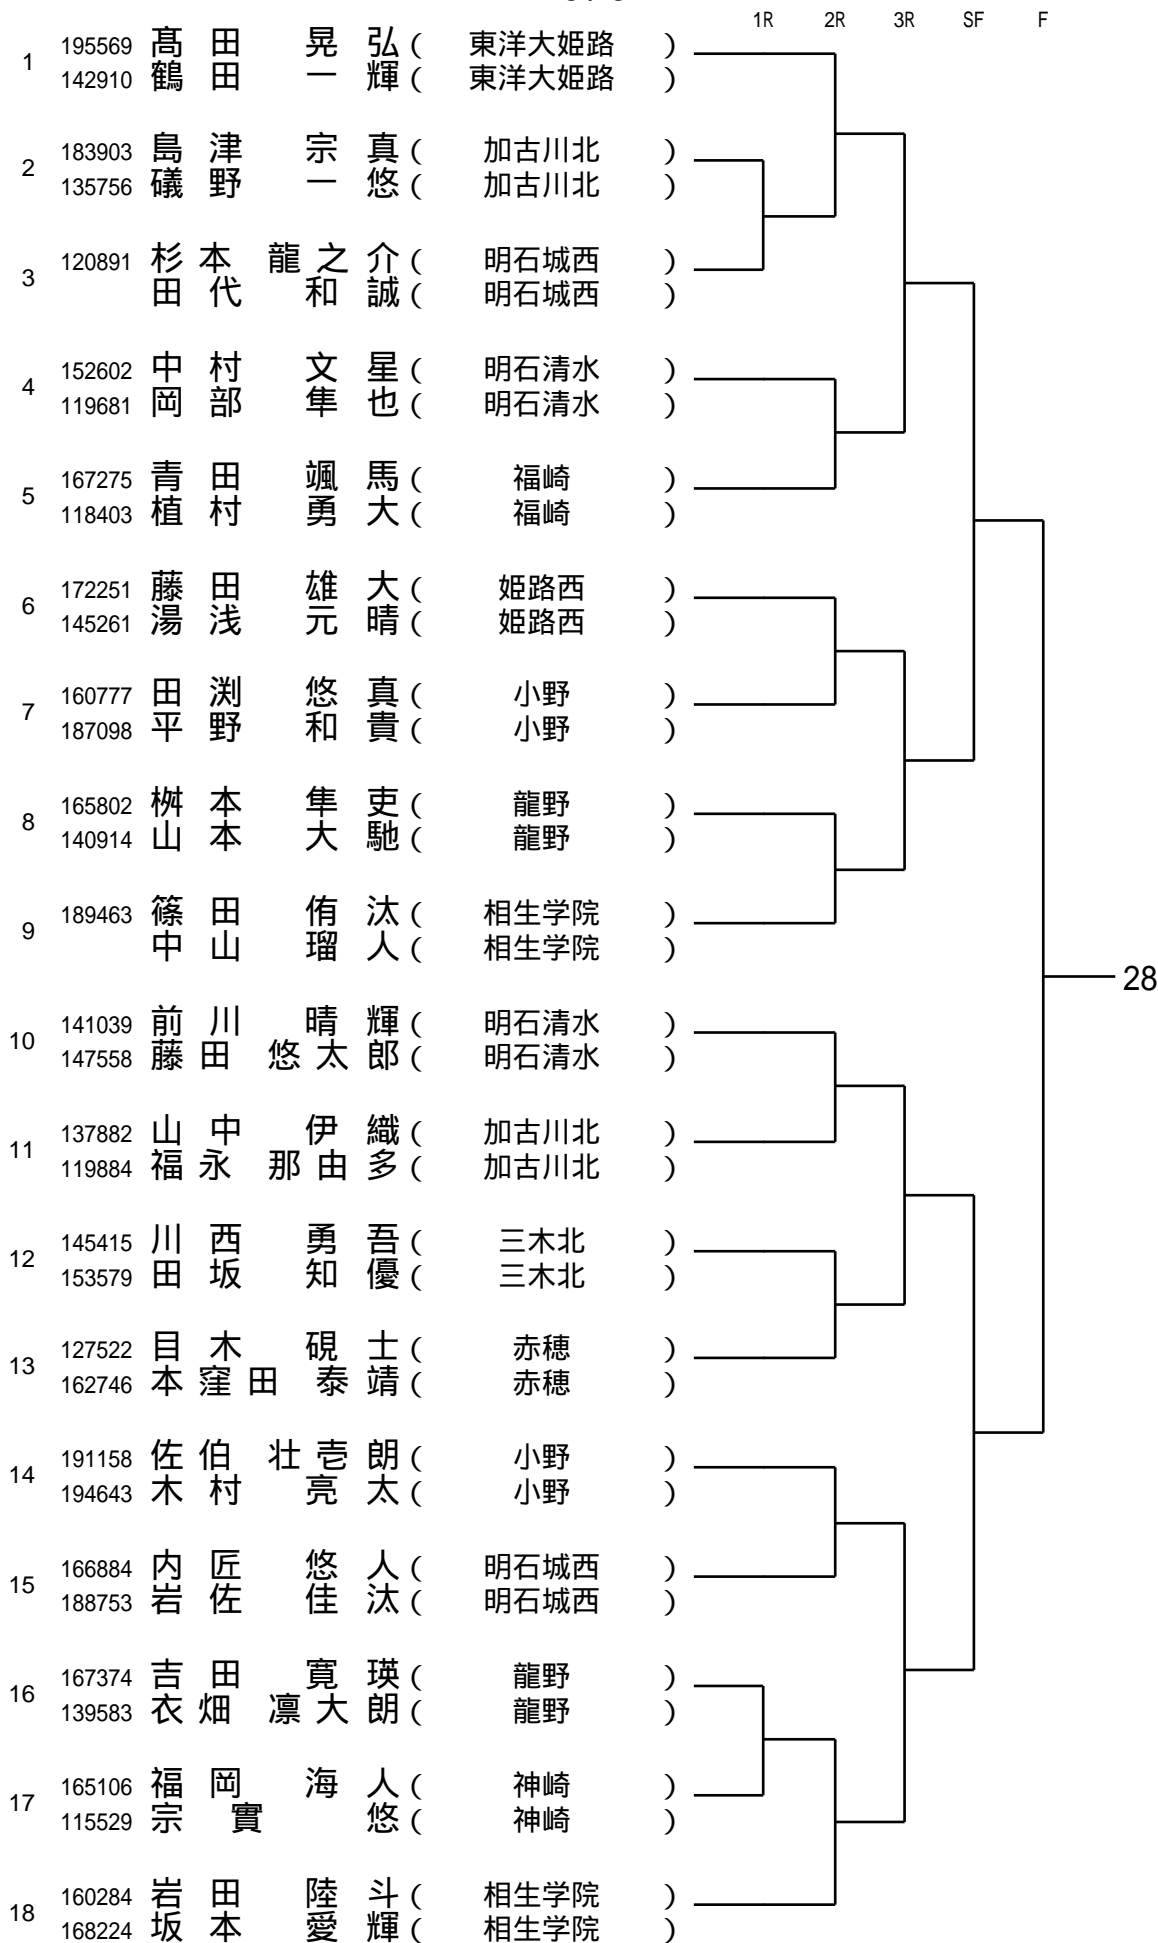 1R 2R 3R SF F
1 195569 髙田 晃弘 ( 東洋大姫路 )
142910 鶴田 一輝 ( 東洋大姫路 )
2 183903 島津 宗真 ( 加古川北 )
135756 礒野 一悠 ( 加古川北 )
3 120891 杉本 龍之介 ( 明石城西 )
田代 和誠 ( 明石城西 )
4 152602 中村 文星 ( 明石清水 )
119681 岡部 隼也 ( 明石清水 )
5 167275 青田 颯馬 ( 福崎 )
118403 植村 勇大 ( 福崎 )
6 172251 藤田 雄大 ( 姫路西 )
145261 湯浅 元晴 ( 姫路西 )
7 160777 田渕 悠真 ( 小野 )
187098 平野 和貴 ( 小野 )
8 165802 桝本 隼吏 ( 龍野 )
140914 山本 大馳 ( 龍野 )
9 189463 篠田 侑汰 ( 相生学院 )
中山 瑠人 ( 相生学院 )
28
10 141039 前川 晴輝 ( 明石清水 )
147558 藤田 悠太郎 ( 明石清水 )
11 137882 山中 伊織 ( 加古川北 )
119884 福永 那由多 ( 加古川北 )
12 145415 川西 勇吾 ( 三木北 )
153579 田坂 知優 ( 三木北 )
13 127522 目木 硯士 ( 赤穂 )
162746 本窪田 泰靖 ( 赤穂 )
14 191158 佐伯 壮壱朗 ( 小野 )
194643 木村 亮太 ( 小野 )
15 166884 内匠 悠人 ( 明石城西 )
188753 岩佐 佳汰 ( 明石城西 )
16 167374 吉田 寛瑛 ( 龍野 )
139583 衣畑 凛大朗 ( 龍野 )
17 165106 福岡 海人 ( 神崎 )
115529 宗實 悠 ( 神崎 )
18 160284 岩田 陸斗 ( 相生学院 )
168224 坂本 愛輝 ( 相生学院 )